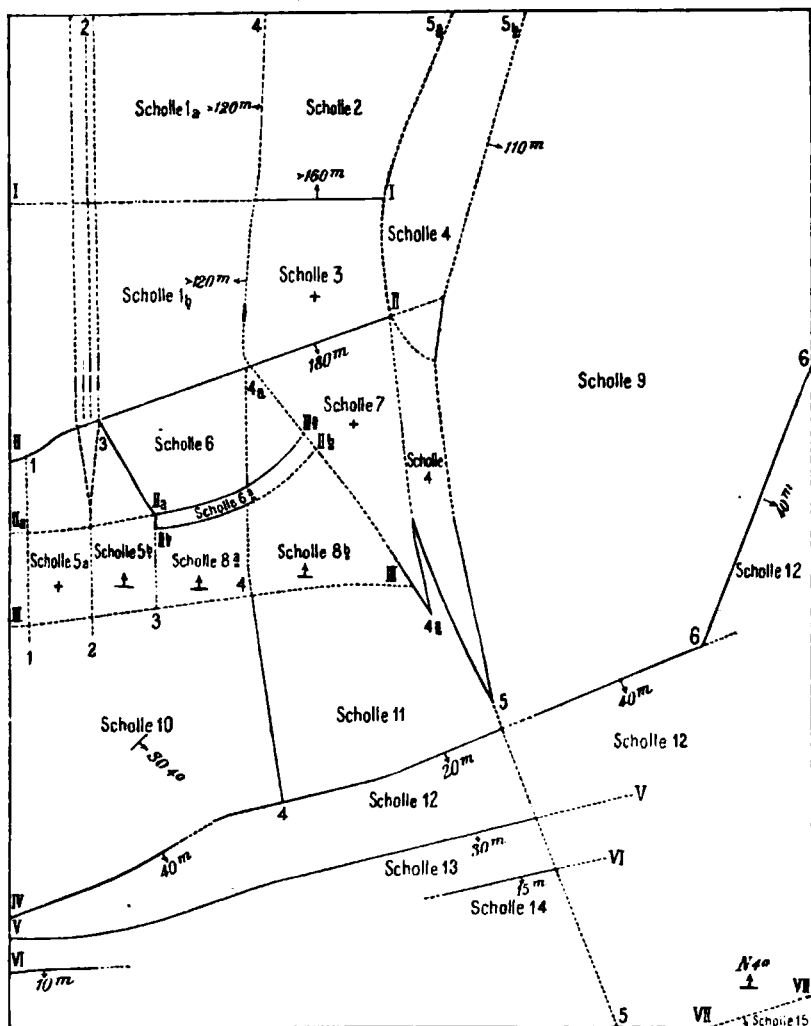 2 4 5a 5b
Scholle 1a >120m Scholle 2
110m
I >160m I
Scholle 4
Scholle 1b >120m Scholle 3
II
180m
6
4a Scholle 7 Scholle 9
II 1 3 Scholle 6
Scholle 4
IIa Scholle 6a
40m
Scholle 5a Scholle 5b Scholle 8a Scholle 8b Scholle 12
III 4 III
1 2 3 4a
6
5
40m
Scholle 10 Scholle 11
Scholle 12
20m
4 Scholle 12
40m
V
30m
Scholle 13
VI
15m
Scholle 14
IV
V
VI
10m
N 4°
VII
5 VII Scholle 15